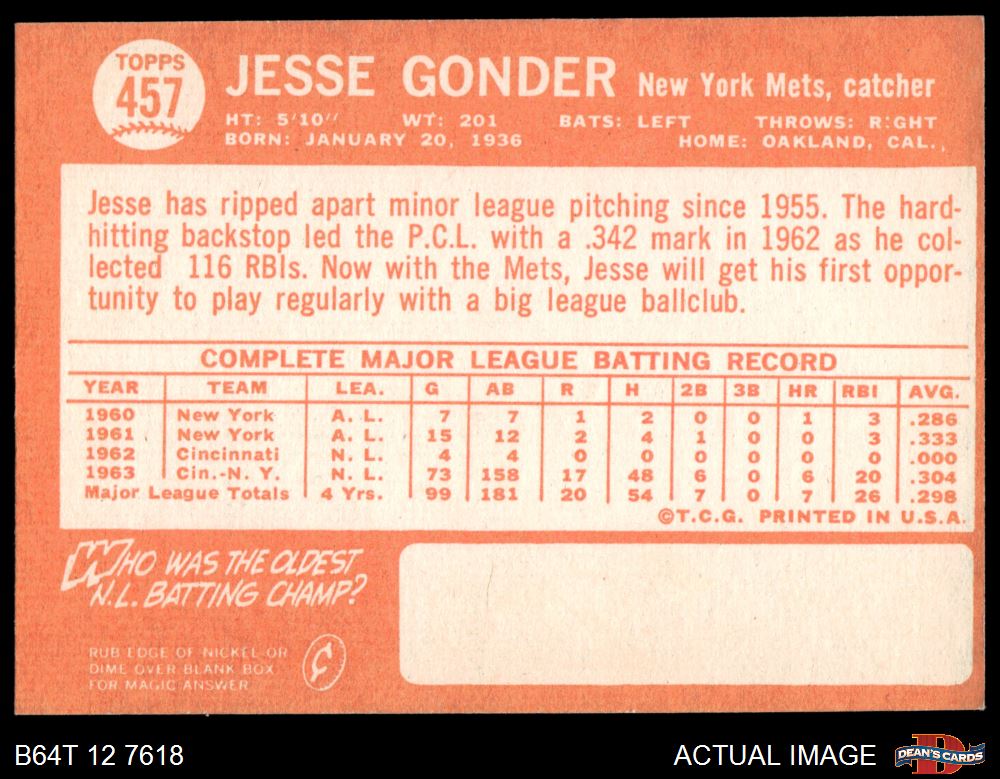 TOPPS
457
JESSE GONDER New York Mets, catcher
HT: 5'10" WT: 201 BATS: LEFT THROWS: RIGHT
BORN: JANUARY 20, 1936 HOME: OAKLAND, CAL.,
Jesse has ripped apart minor league pitching since 1955. The hard-
hitting backstop led the P.C.L. with a .342 mark in 1962 as he col-
lected 116 RBIs. Now with the Mets, Jesse will get his first oppor-
tunity to play regularly with a big league ballclub.
COMPLETE MAJOR LEAGUE BATTING RECORD
YEAR TEAM LEA. G AB R H 2B 3B HR RBI AVG.
1960 New York A. L. 7 7 1 2 0 0 1 3 .286
1961 New York A. L. 15 12 2 4 1 0 0 3 .333
1962 Cincinnati N. L. 4 4 0 0 0 0 0 0 .000
1963 Cin.-N. Y. N. L. 73 158 17 48 6 0 6 20 .304
Major League Totals 4 Yrs. 99 181 20 54 7 0 7 26 .298
©T.C.G. PRINTED IN U.S.A.
WHO WAS THE OLDEST
N.L. BATTING CHAMP?
RUB EDGE OF NICKEL OR
DIME OVER BLANK BOX
FOR MAGIC ANSWER
¢
B64T 12 7618 ACTUAL IMAGE DEAN'S CARDS